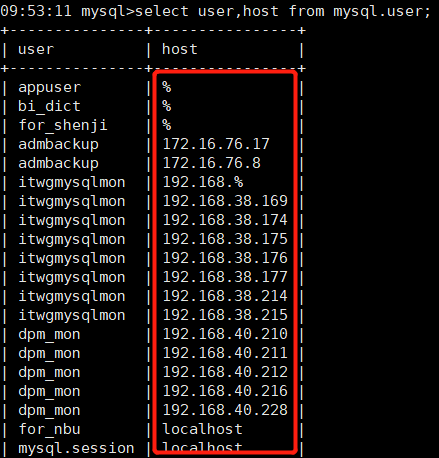 09:53:11 mysql>select user,host from mysql.user;
+---------------+----------------+
| user | host |
+---------------+----------------+
| appuser | % |
| bi_dict | % |
| for_shenji | % |
| admbackup | 172.16.76.17 |
| admbackup | 172.16.76.8 |
| itwgmysqlmon | 192.168.% |
| itwgmysqlmon | 192.168.38.169 |
| itwgmysqlmon | 192.168.38.174 |
| itwgmysqlmon | 192.168.38.175 |
| itwgmysqlmon | 192.168.38.176 |
| itwgmysqlmon | 192.168.38.177 |
| itwgmysqlmon | 192.168.38.214 |
| itwgmysqlmon | 192.168.38.215 |
| dpm_mon | 192.168.40.210 |
| dpm_mon | 192.168.40.211 |
| dpm_mon | 192.168.40.212 |
| dpm_mon | 192.168.40.216 |
| dpm_mon | 192.168.40.228 |
| for_nbu | localhost |
| mysql.session | localhost |